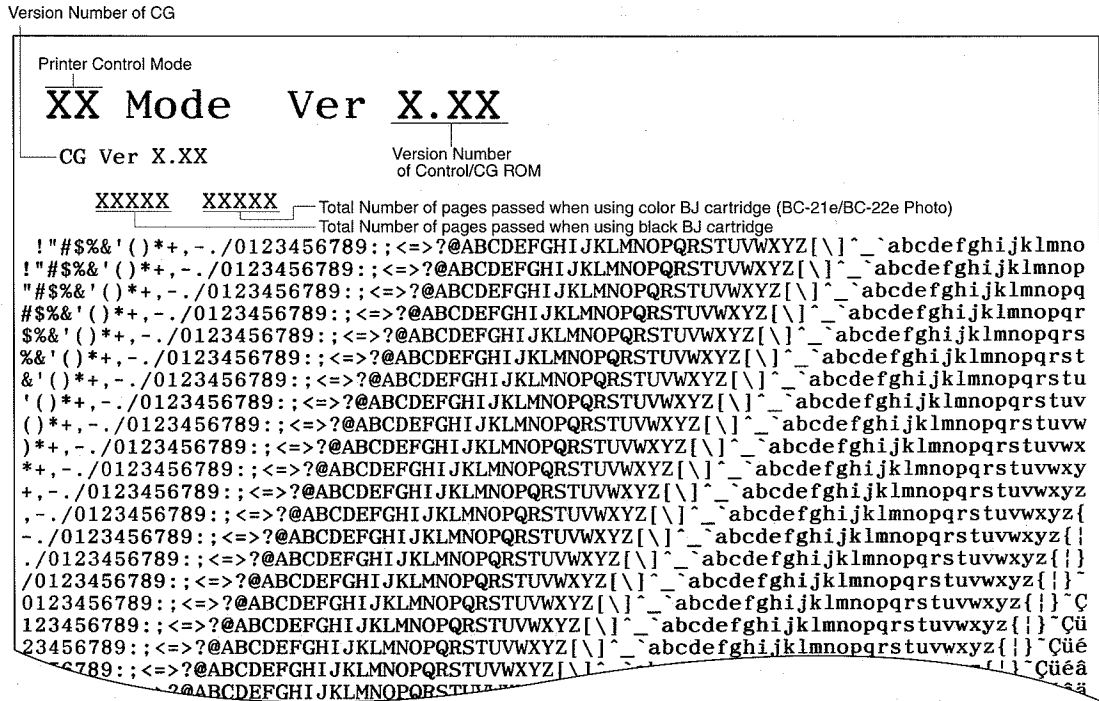 Version Number of CG
Printer Control Mode
XX Mode  Ver X.XX
CG Ver X.XX
Version Number
of Control/CG ROM
XXXXX  XXXXX
Total Number of pages passed when using color BJ cartridge (BC-21e/BC-22e Photo)
Total Number of pages passed when using black BJ cartridge
 !"#$%&'()*+,-./0123456789:;<=>?@ABCDEFGHIJKLMNOPQRSTUVWXYZ[\]^_`abcdefghijklmno
!"#$%&'()*+,-./0123456789:;<=>?@ABCDEFGHIJKLMNOPQRSTUVWXYZ[\]^_`abcdefghijklmnop
"#$%&'()*+,-./0123456789:;<=>?@ABCDEFGHIJKLMNOPQRSTUVWXYZ[\]^_`abcdefghijklmnopq
#$%&'()*+,-./0123456789:;<=>?@ABCDEFGHIJKLMNOPQRSTUVWXYZ[\]^_`abcdefghijklmnopqr
$%&'()*+,-./0123456789:;<=>?@ABCDEFGHIJKLMNOPQRSTUVWXYZ[\]^_`abcdefghijklmnopqrs
%&'()*+,-./0123456789:;<=>?@ABCDEFGHIJKLMNOPQRSTUVWXYZ[\]^_`abcdefghijklmnopqrst
&'()*+,-./0123456789:;<=>?@ABCDEFGHIJKLMNOPQRSTUVWXYZ[\]^_`abcdefghijklmnopqrstu
'()*+,-./0123456789:;<=>?@ABCDEFGHIJKLMNOPQRSTUVWXYZ[\]^_`abcdefghijklmnopqrstuv
()*+,-./0123456789:;<=>?@ABCDEFGHIJKLMNOPQRSTUVWXYZ[\]^_`abcdefghijklmnopqrstuvw
)*+,-./0123456789:;<=>?@ABCDEFGHIJKLMNOPQRSTUVWXYZ[\]^_`abcdefghijklmnopqrstuvwx
*+,-./0123456789:;<=>?@ABCDEFGHIJKLMNOPQRSTUVWXYZ[\]^_`abcdefghijklmnopqrstuvwxy
+,-./0123456789:;<=>?@ABCDEFGHIJKLMNOPQRSTUVWXYZ[\]^_`abcdefghijklmnopqrstuvwxyz
,-./0123456789:;<=>?@ABCDEFGHIJKLMNOPQRSTUVWXYZ[\]^_`abcdefghijklmnopqrstuvwxyz{
-./0123456789:;<=>?@ABCDEFGHIJKLMNOPQRSTUVWXYZ[\]^_`abcdefghijklmnopqrstuvwxyz{¦
./0123456789:;<=>?@ABCDEFGHIJKLMNOPQRSTUVWXYZ[\]^_`abcdefghijklmnopqrstuvwxyz{¦}
/0123456789:;<=>?@ABCDEFGHIJKLMNOPQRSTUVWXYZ[\]^_`abcdefghijklmnopqrstuvwxyz{¦}~
0123456789:;<=>?@ABCDEFGHIJKLMNOPQRSTUVWXYZ[\]^_`abcdefghijklmnopqrstuvwxyz{¦}~Ç
123456789:;<=>?@ABCDEFGHIJKLMNOPQRSTUVWXYZ[\]^_`abcdefghijklmnopqrstuvwxyz{¦}~Çü
23456789:;<=>?@ABCDEFGHIJKLMNOPQRSTUVWXYZ[\]^_`abcdefghijklmnopqrstuvwxyz{¦}~Çüé
6789:;<=>?@ABCDEFGHIJKLMNOPQRSTUVWXYZ[\] {¦}~Çüéâ
?@ABCDEFGHIJKLMNOPQRSTU